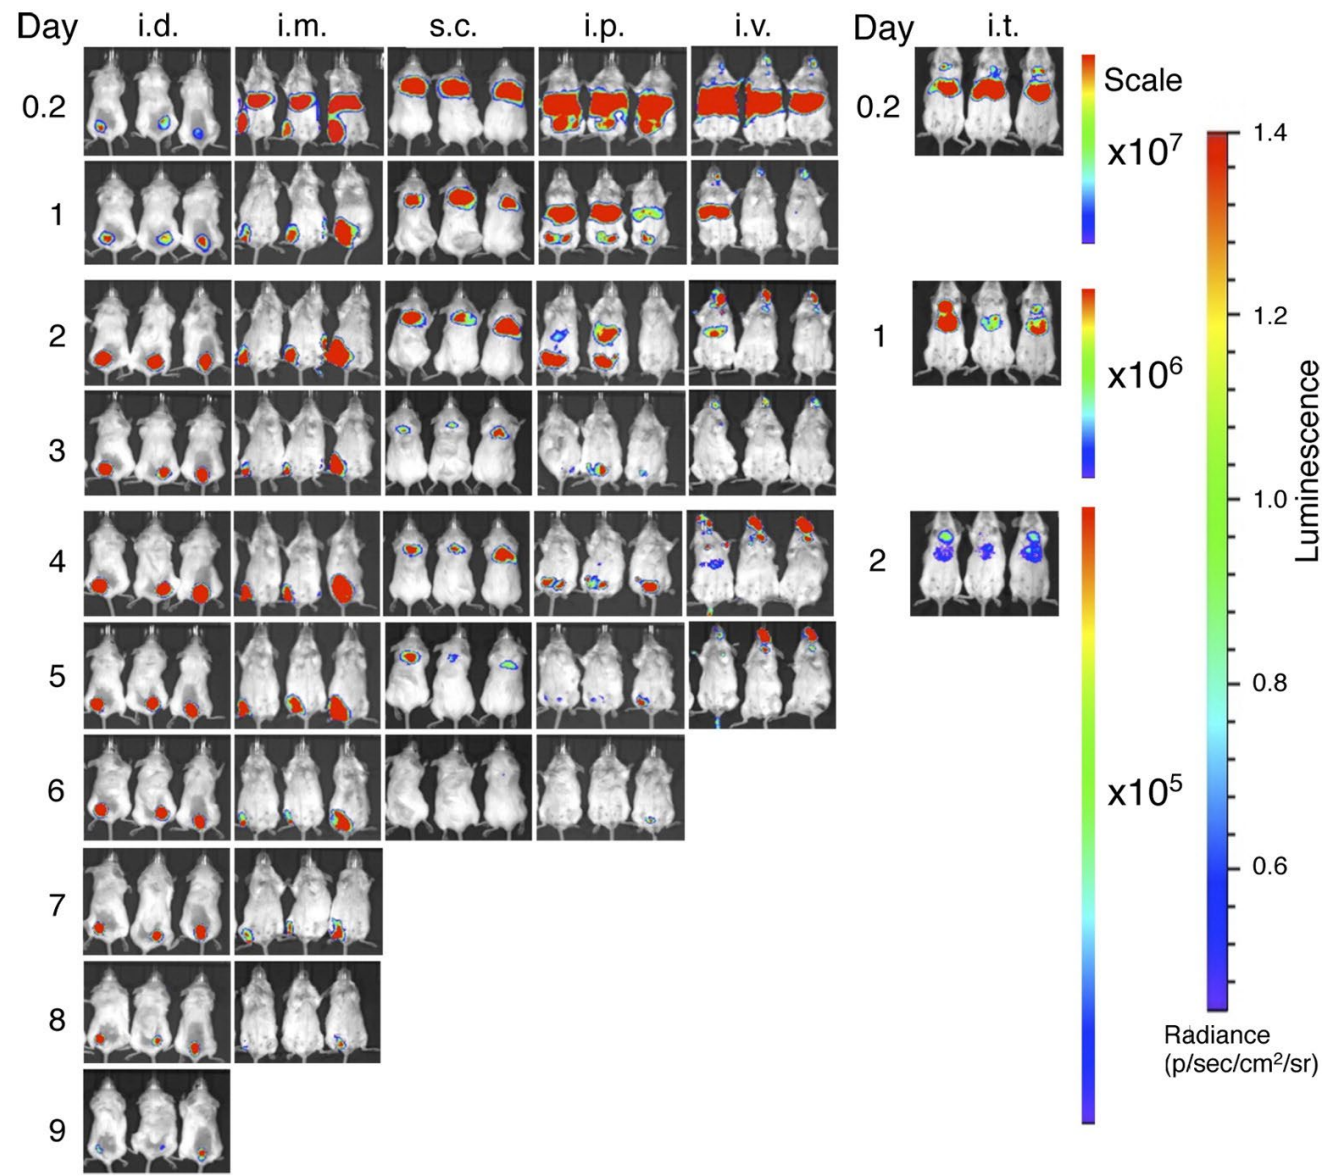 Day i.d. i.m. s.c. i.p. i.v. Day i.t.
0.2 0.2 Scale
x10⁷ 1.4
1
2 1 1.2
x10⁶
3
1.0
4 2
5 0.8
6 x10⁵
0.6
7
8
9
Luminescence
Radiance
(p/sec/cm²/sr)